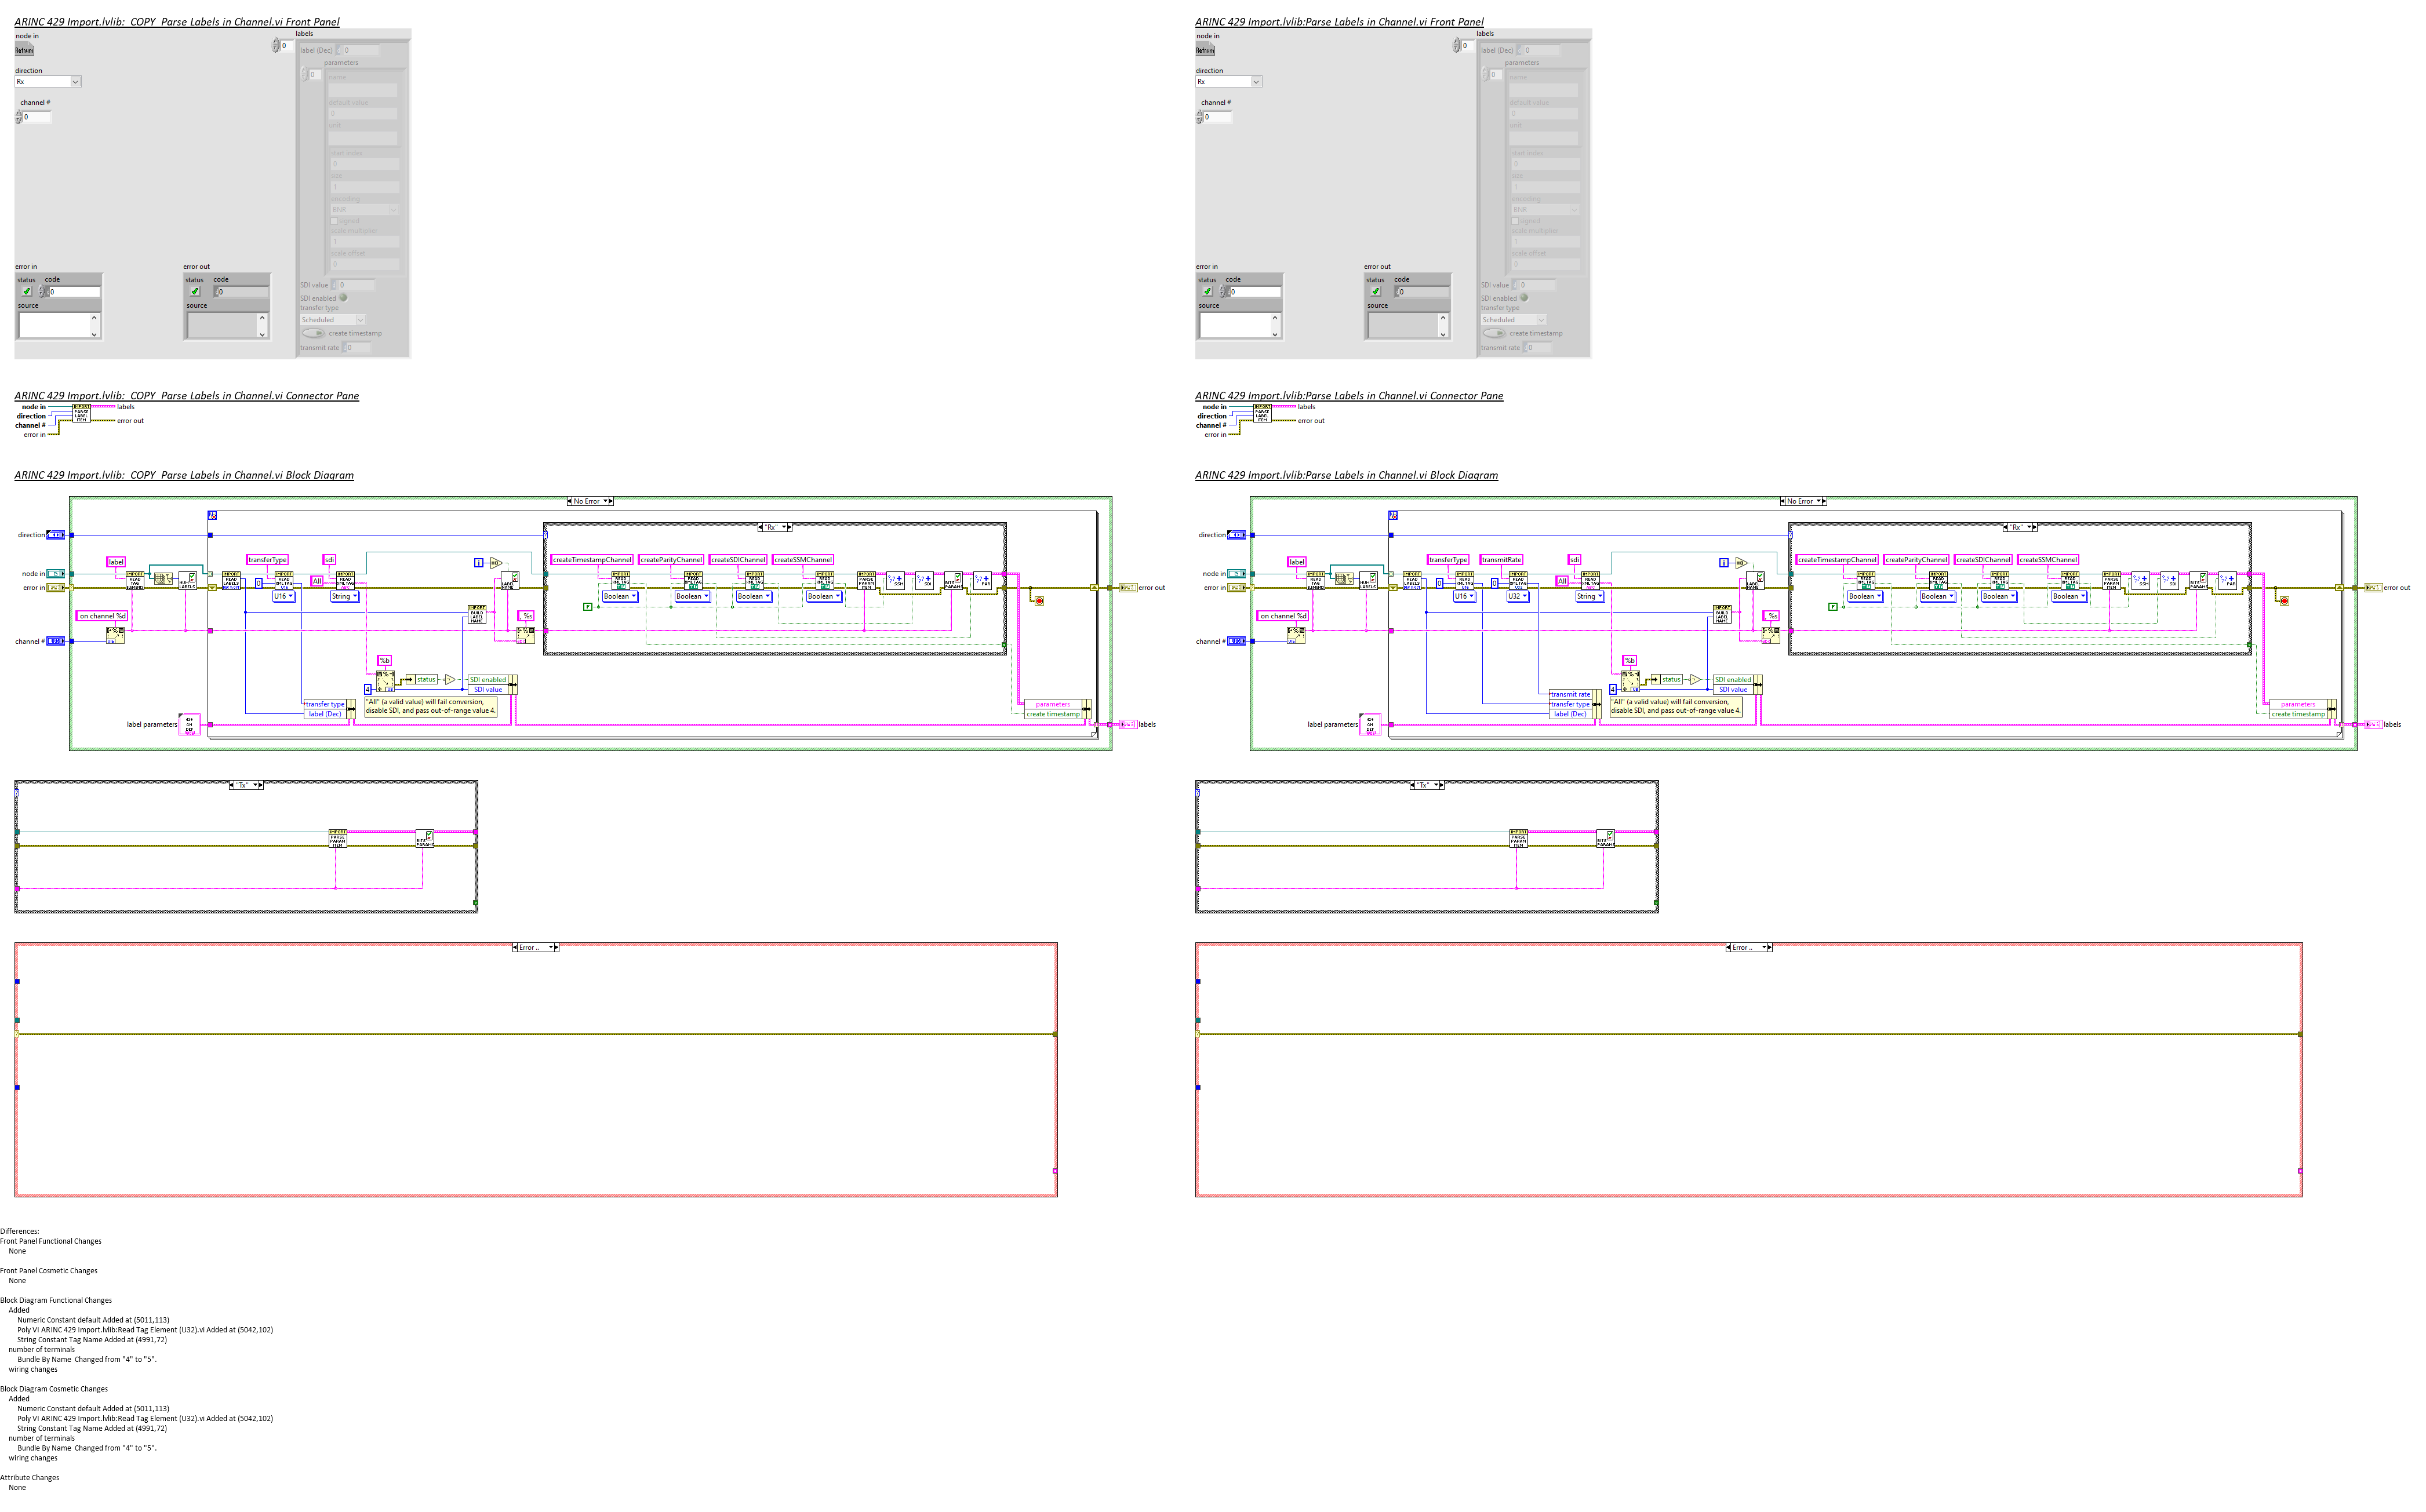 ARINC 429 Import.lvlib:_COPY_Parse Labels in Channel.vi Front Panel
node in
labels
Refnum
0
label (Dec)
0
parameters
direction
0
name
Rx
default value
channel #
0
0
unit
start index
0
size
1
encoding
BNR
signed
scale multiplier
1
scale offset
0
error in
status
code
0
source
error out
status
code
0
source
SDI value
0
SDI enabled
transfer type
Scheduled
create timestamp
transmit rate
0
ARINC 429 Import.lvlib:Parse Labels in Channel.vi Front Panel
node in
labels
Refnum
0
label (Dec)
0
parameters
direction
0
name
Rx
default value
channel #
0
0
unit
start index
0
size
1
encoding
BNR
signed
scale multiplier
1
scale offset
0
error in
status
code
0
source
error out
status
code
0
source
SDI value
0
SDI enabled
transfer type
Scheduled
create timestamp
transmit rate
0
ARINC 429 Import.lvlib:_COPY_Parse Labels in Channel.vi Connector Pane
node in
direction
channel #
error in
IMPORT
PARSE
LABEL
ITEM
labels
error out
ARINC 429 Import.lvlib:Parse Labels in Channel.vi Connector Pane
node in
direction
channel #
error in
IMPORT
PARSE
LABEL
ITEM
labels
error out
ARINC 429 Import.lvlib:_COPY_Parse Labels in Channel.vi Block Diagram
No Error
"Rx"
direction
label
transferType
sdi
createTimestampChannel
createParityChannel
createSDIChannel
createSSMChannel
node in
error in
0
All
i
U16
String
Boolean
Boolean
Boolean
Boolean
error out
on channel %d
%s
channel #
%b
4
status
SDI enabled
SDI value
"All" (a valid value) will fail conversion,
disable SDI, and pass out-of-range value 4.
transfer type
label (Dec)
parameters
create timestamp
label parameters
labels
ARINC 429 Import.lvlib:Parse Labels in Channel.vi Block Diagram
No Error
"Rx"
direction
label
transferType
transmitRate
sdi
createTimestampChannel
createParityChannel
createSDIChannel
createSSMChannel
node in
error in
0
0
All
i
U16
U32
String
Boolean
Boolean
Boolean
Boolean
error out
on channel %d
%s
channel #
%b
4
status
SDI enabled
SDI value
"All" (a valid value) will fail conversion,
disable SDI, and pass out-of-range value 4.
transmit rate
transfer type
label (Dec)
parameters
create timestamp
label parameters
labels
"Tx"
IMPORT
PARSE
PARAM
ITEM
"Tx"
IMPORT
PARSE
PARAM
ITEM
Error ..
Error ..
Differences:
Front Panel Functional Changes
None
Front Panel Cosmetic Changes
None
Block Diagram Functional Changes
Added
Numeric Constant default Added at (5011,113)
Poly VI ARINC 429 Import.lvlib:Read Tag Element (U32).vi Added at (5042,102)
String Constant Tag Name Added at (4991,72)
number of terminals
Bundle By Name  Changed from "4" to "5".
wiring changes
Block Diagram Cosmetic Changes
Added
Numeric Constant default Added at (5011,113)
Poly VI ARINC 429 Import.lvlib:Read Tag Element (U32).vi Added at (5042,102)
String Constant Tag Name Added at (4991,72)
number of terminals
Bundle By Name  Changed from "4" to "5".
wiring changes
Attribute Changes
None